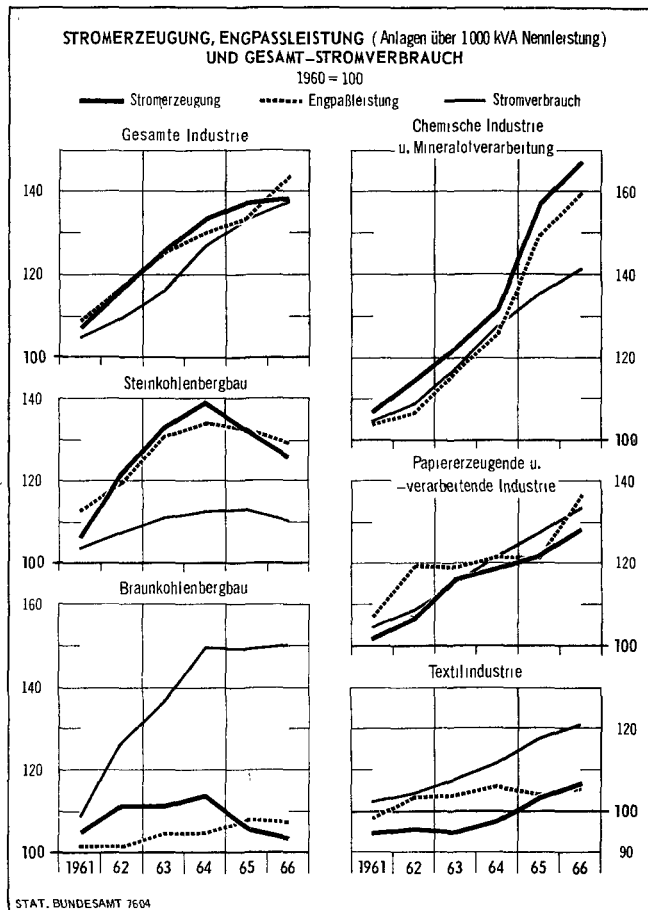 STROMERZEUGUNG, ENGPASSLEISTUNG (Anlagen über 1000 kVA Nennleistung)
UND GESAMT-STROMVERBRAUCH
1960 = 100
Stromerzeugung Engpaßleistung Stromverbrauch
Gesamte Industrie
140
120
100
Steinkohlenbergbau
140
120
100
Braunkohlenbergbau
160
150
140
110
100
1961 62 63 64 65 66
Chemische Industrie
u. Mineralölverarbeitung
160
140
120
100
Papiererzeugende u.
-verarbeitende Industrie
140
120
100
Textilindustrie
120
100
90
1961 62 63 64 65 66
STAT. BUNDESAMT 7604